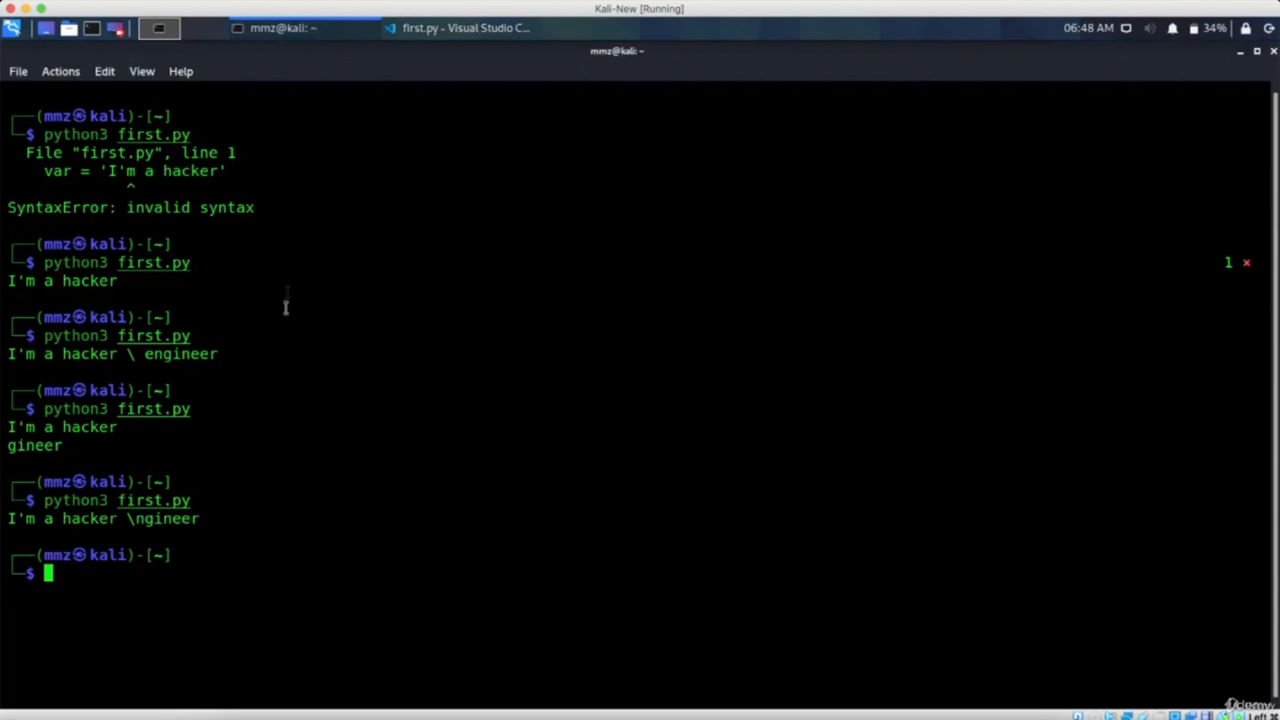 Kali-New [Running]
mmz@kali: ~
first.py - Visual Studio C...
06:48 AM
34%
mmz@kali: ~
File Actions Edit View Help
┌──(mmz㉿kali)-[~]
└─$ python3 first.py
File "first.py", line 1
var = 'I'm a hacker'
^
SyntaxError: invalid syntax
┌──(mmz㉿kali)-[~]
└─$ python3 first.py 1 ⨯
I'm a hacker
┌──(mmz㉿kali)-[~]
└─$ python3 first.py
I'm a hacker \ engineer
┌──(mmz㉿kali)-[~]
└─$ python3 first.py
I'm a hacker
gineer
┌──(mmz㉿kali)-[~]
└─$ python3 first.py
I'm a hacker \ngineer
┌──(mmz㉿kali)-[~]
└─$
Udemy
Left ⌘